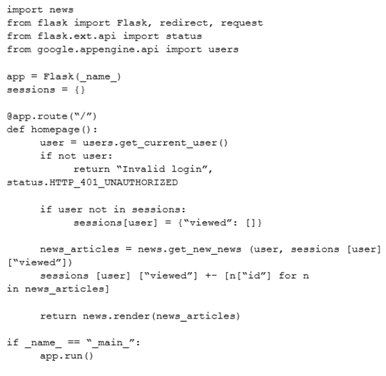 import news
from flask import Flask, redirect, request
from flask.ext.api import status
from google.appengine.api import users

app = Flask(_name_)
sessions = {}

@app.route(“/”)
def homepage():
      user = users.get_current_user()
      if not user:
            return “Invalid login”,
status.HTTP_401_UNAUTHORIZED

      if user not in sessions:
            sessions[user] = {“viewed”: []}

      news_articles = news.get_new_news (user, sessions [user]
[“viewed”])
      sessions [user] [“viewed”] +- [n[“id”] for n
in news_articles]

      return news.render(news_articles)

if _name_ == “_main_”:
      app.run()